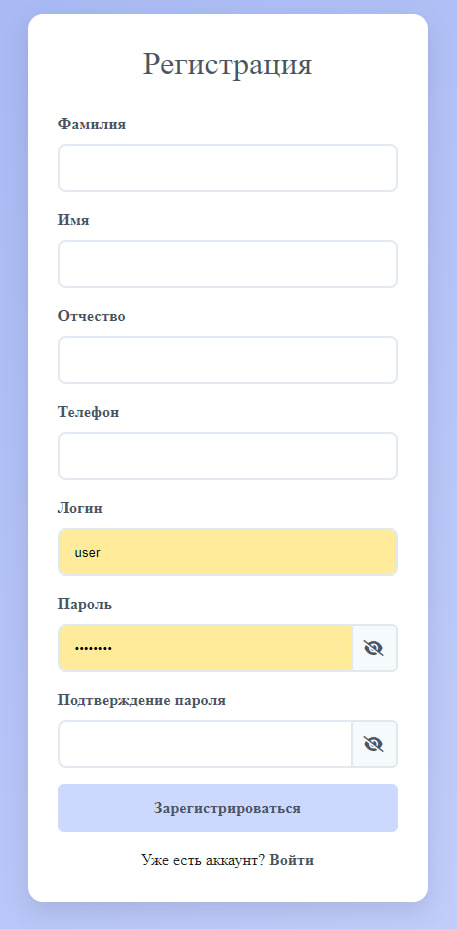 Регистрация
Фамилия
Имя
Отчество
Телефон
Логин
user
Пароль
••••••••
Подтверждение пароля
Зарегистрироваться
Уже есть аккаунт? Войти